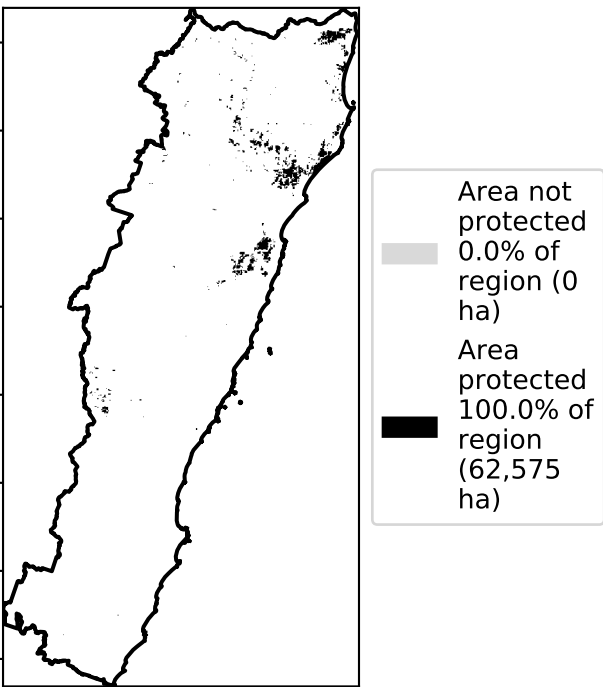 Area not
protected
0.0% of
region (0
ha)
Area
protected
100.0% of
region
(62,575
ha)